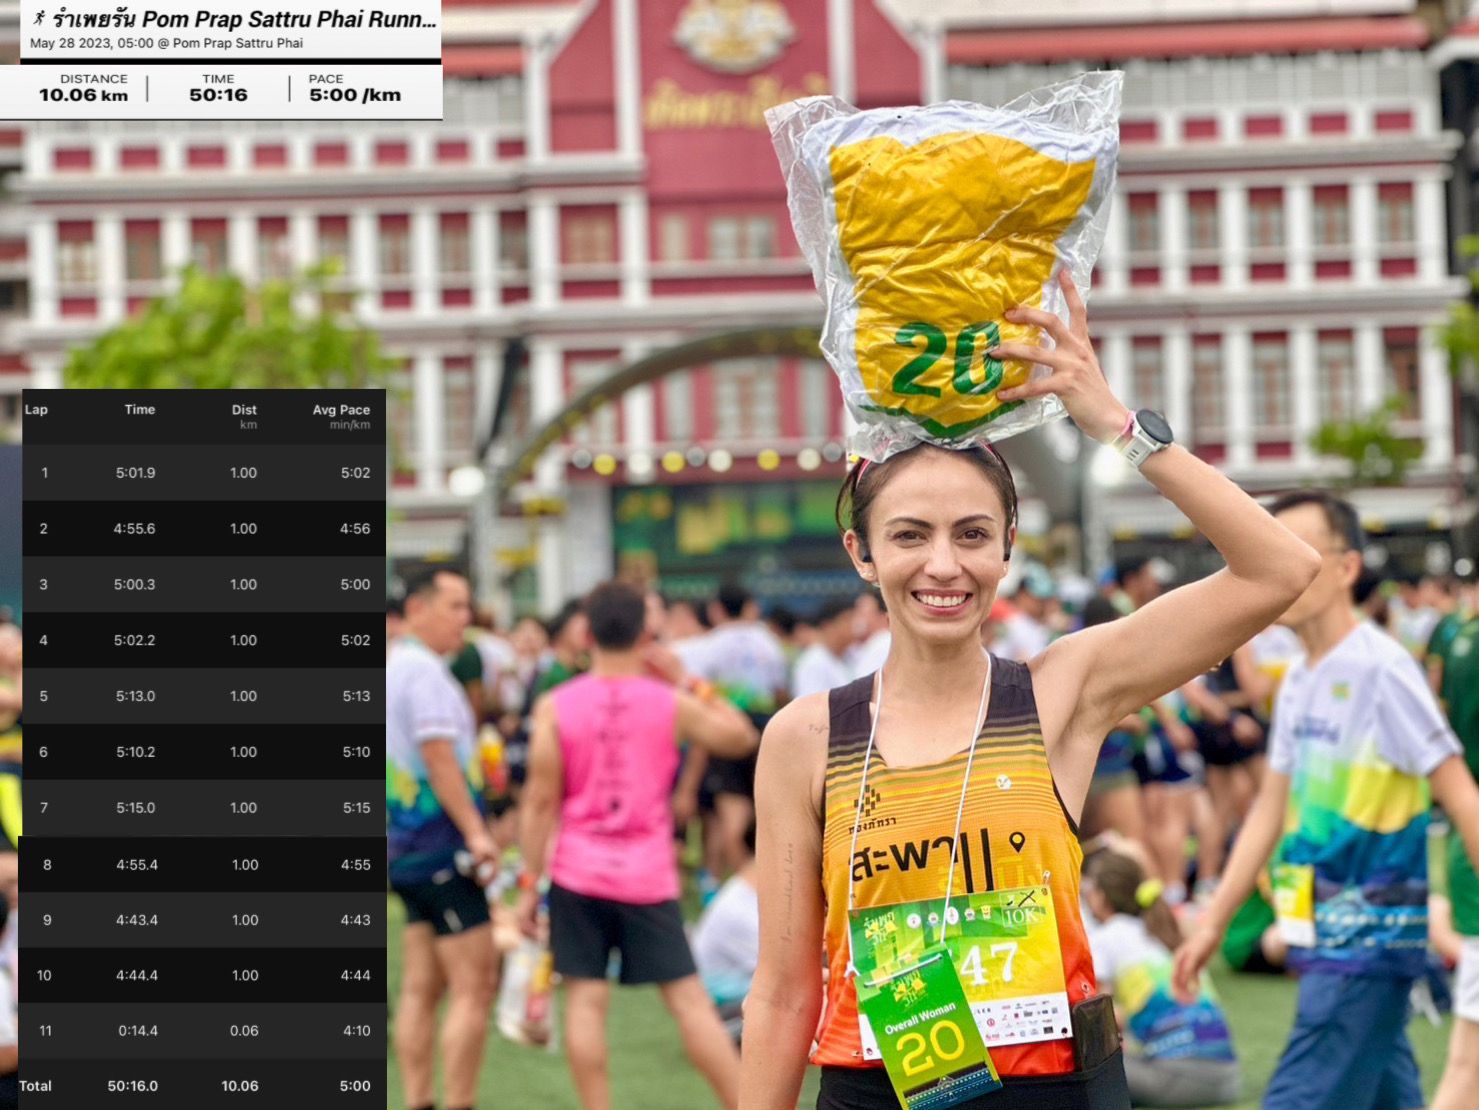 รำเพยรัน Pom Prap Sattru Phai Runn...
May 28 2023, 05:00 @ Pom Prap Sattru Phai
DISTANCE TIME PACE
10.06 km 50:16 5:00 /km
Lap Time Dist Avg Pace
km min/km
1 5:01.9 1.00 5:02
2 4:55.6 1.00 4:56
3 5:00.3 1.00 5:00
4 5:02.2 1.00 5:02
5 5:13.0 1.00 5:13
6 5:10.2 1.00 5:10
7 5:15.0 1.00 5:15
8 4:55.4 1.00 4:55
9 4:43.4 1.00 4:43
10 4:44.4 1.00 4:44
11 0:14.4 0.06 4:10
Total 50:16.0 10.06 5:00
20
ทองภัทรา
สะพาน
10K
47
Overall Woman
20